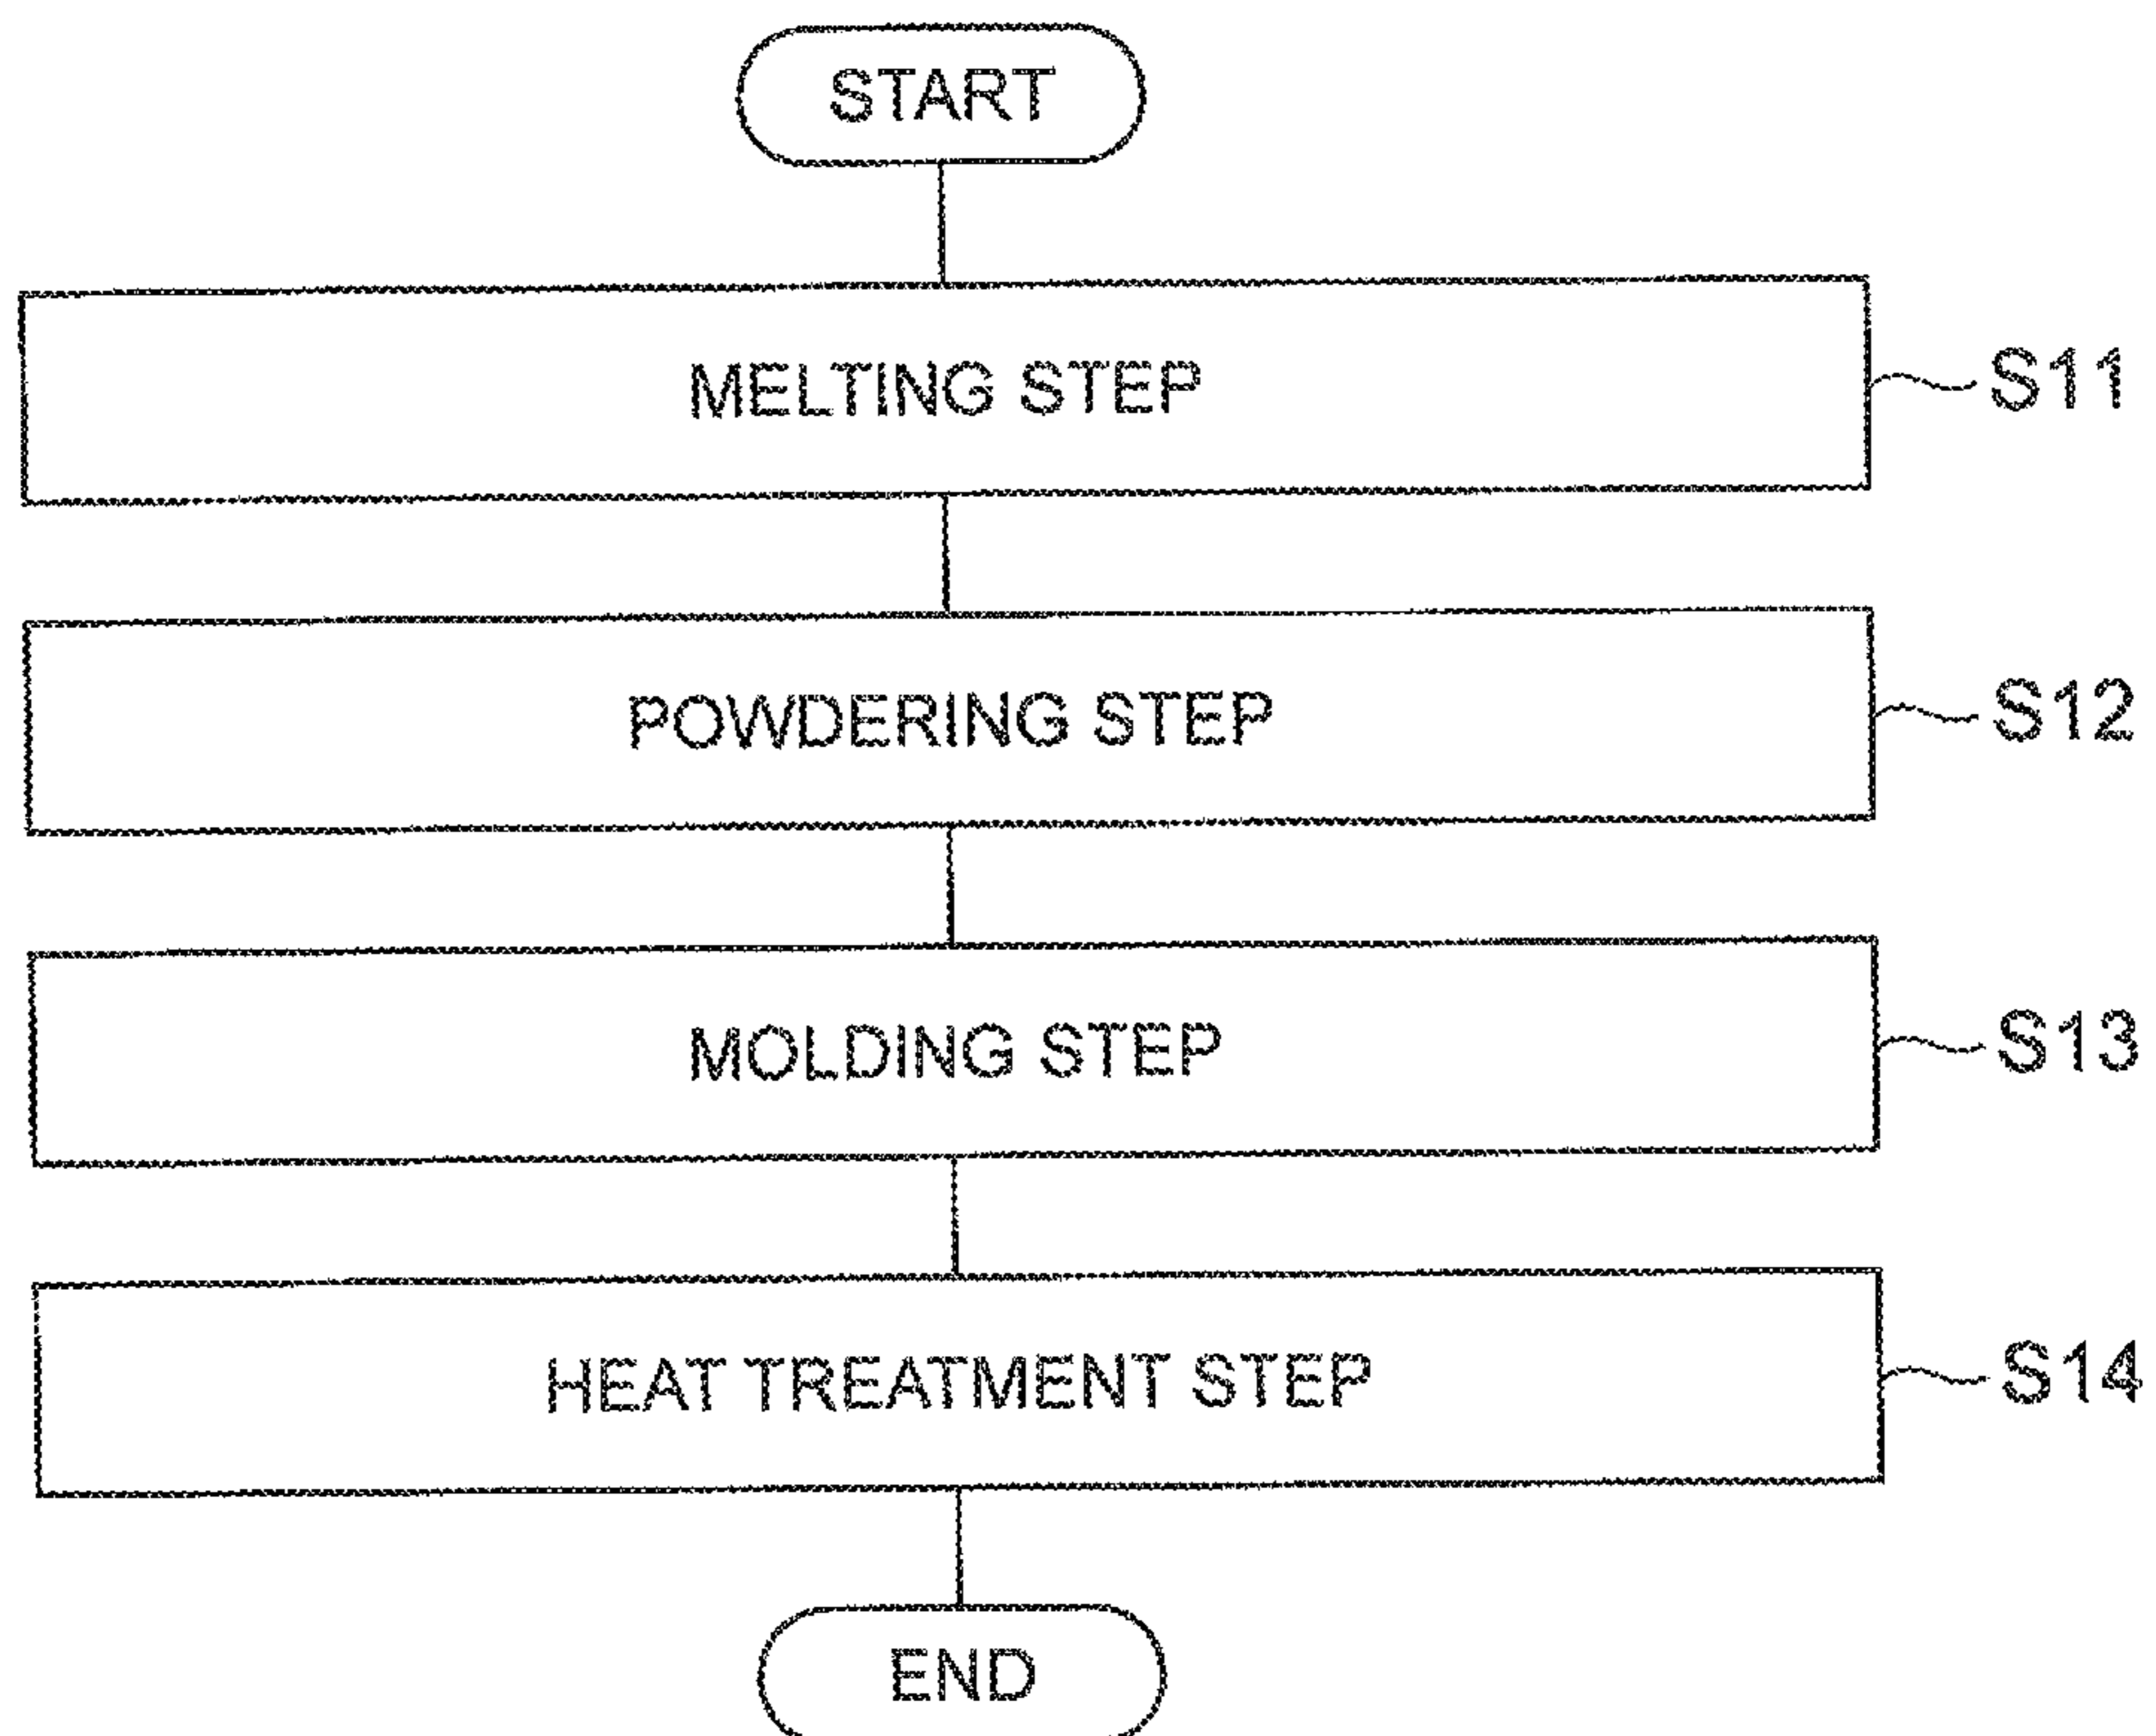 START
MELTING STEP
S11
POWDERING STEP
S12
MOLDING STEP
S13
HEAT TREATMENT STEP
S14
END